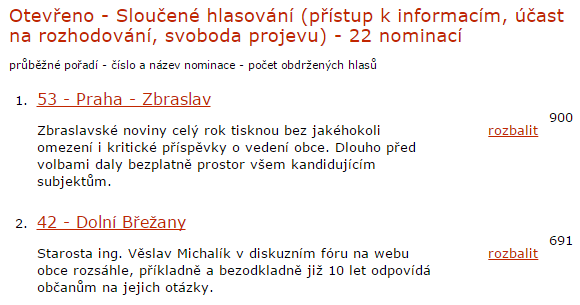 Otevřeno - Sloučené hlasování (přístup k informacím, účast
na rozhodování, svoboda projevu) - 22 nominací
průběžné pořadí - číslo a název nominace - počet obdržených hlasů
1. 53 - Praha - Zbraslav
900
Zbraslavské noviny celý rok tisknou bez jakéhokoli rozbalit
omezení i kritické příspěvky o vedení obce. Dlouho před
volbami daly bezplatně prostor všem kandidujícím
subjektům.
2. 42 - Dolní Břežany
691
Starosta ing. Věslav Michalík v diskuzním fóru na webu rozbalit
obce rozsáhle, příkladně a bezodkladně již 10 let odpovídá
občanům na jejich otázky.